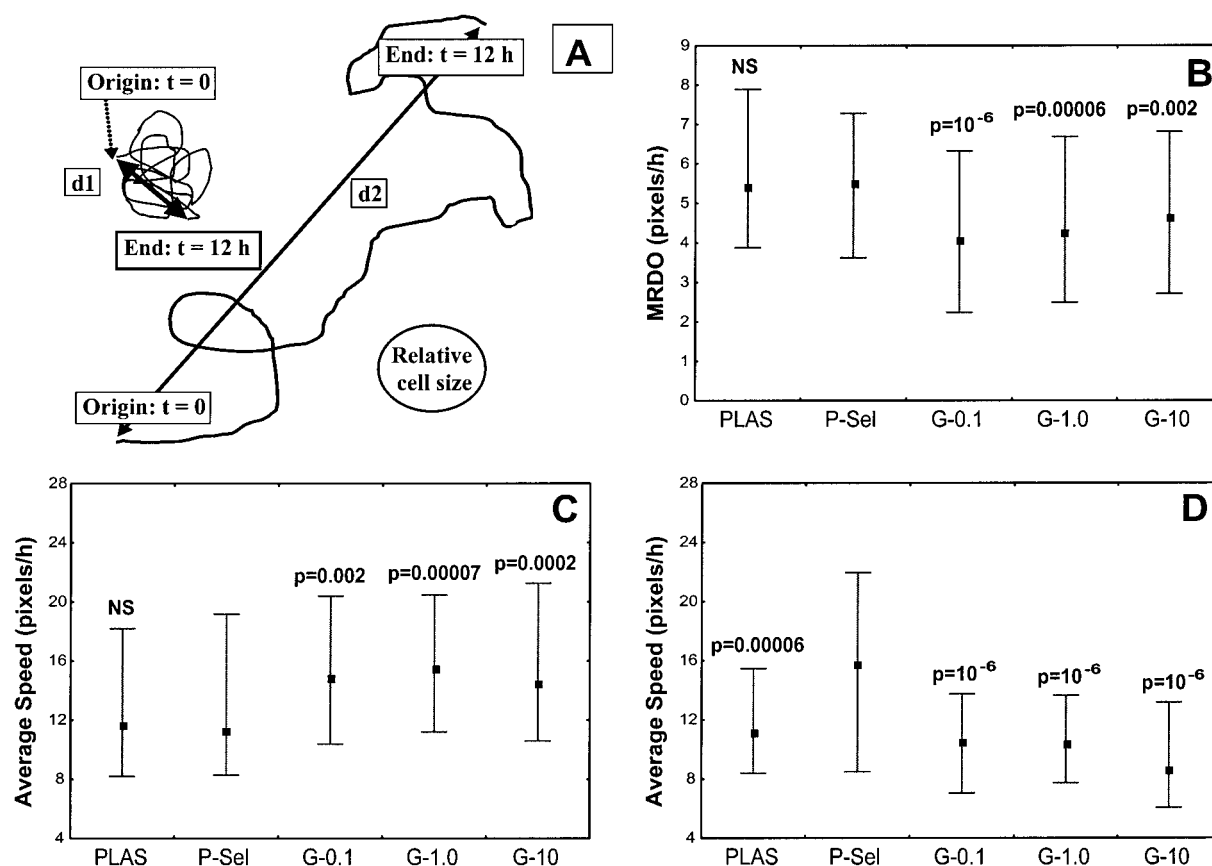 A
End: t = 12 h
Origin: t = 0
d1
d2
End: t = 12 h
Relative
cell size
Origin: t = 0
B
MRDO (pixels/h)
9
8
7
6
5
4
3
2
1
0
NS
p=10⁻⁶
p=0.00006
p=0.002
PLAS P-Sel G-0.1 G-1.0 G-10
C
Average Speed (pixels/h)
28
24
20
16
12
8
4
NS
p=0.002
p=0.00007
p=0.0002
PLAS P-Sel G-0.1 G-1.0 G-10
D
Average Speed (pixels/h)
28
24
20
16
12
8
4
p=0.00006
p=10⁻⁶
p=10⁻⁶
p=10⁻⁶
PLAS P-Sel G-0.1 G-1.0 G-10